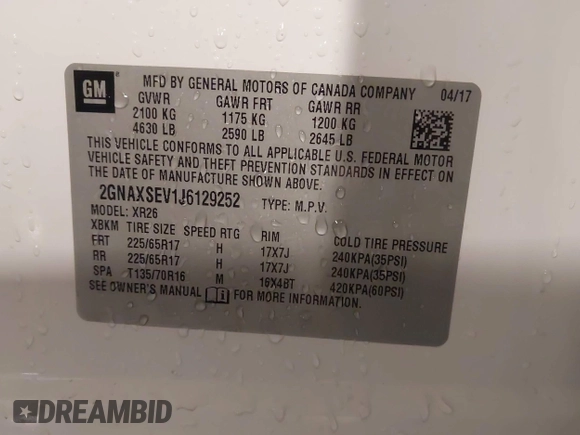 GM
MFD BY GENERAL MOTORS OF CANADA COMPANY 04/17
GVWR GAWR FRT GAWR RR
2100 KG 1175 KG 1200 KG
4630 LB 2590 LB 2645 LB
THIS VEHICLE CONFORMS TO ALL APPLICABLE U.S. FEDERAL MOTOR
VEHICLE SAFETY AND THEFT PREVENTION STANDARDS IN EFFECT ON
THE DATE OF MANUFACTURE SHOWN ABOVE.
2GNAXSEV1J6129252 TYPE: M.P.V.
MODEL: XR26
XBKM TIRE SIZE SPEED RTG RIM COLD TIRE PRESSURE
FRT 225/65R17 H 17X7J 240KPA(35PSI)
RR 225/65R17 H 17X7J 240KPA(35PSI)
SPA T135/70R16 M 16X4BT 420KPA(60PSI)
SEE OWNER'S MANUAL FOR MORE INFORMATION.
DREAMBID